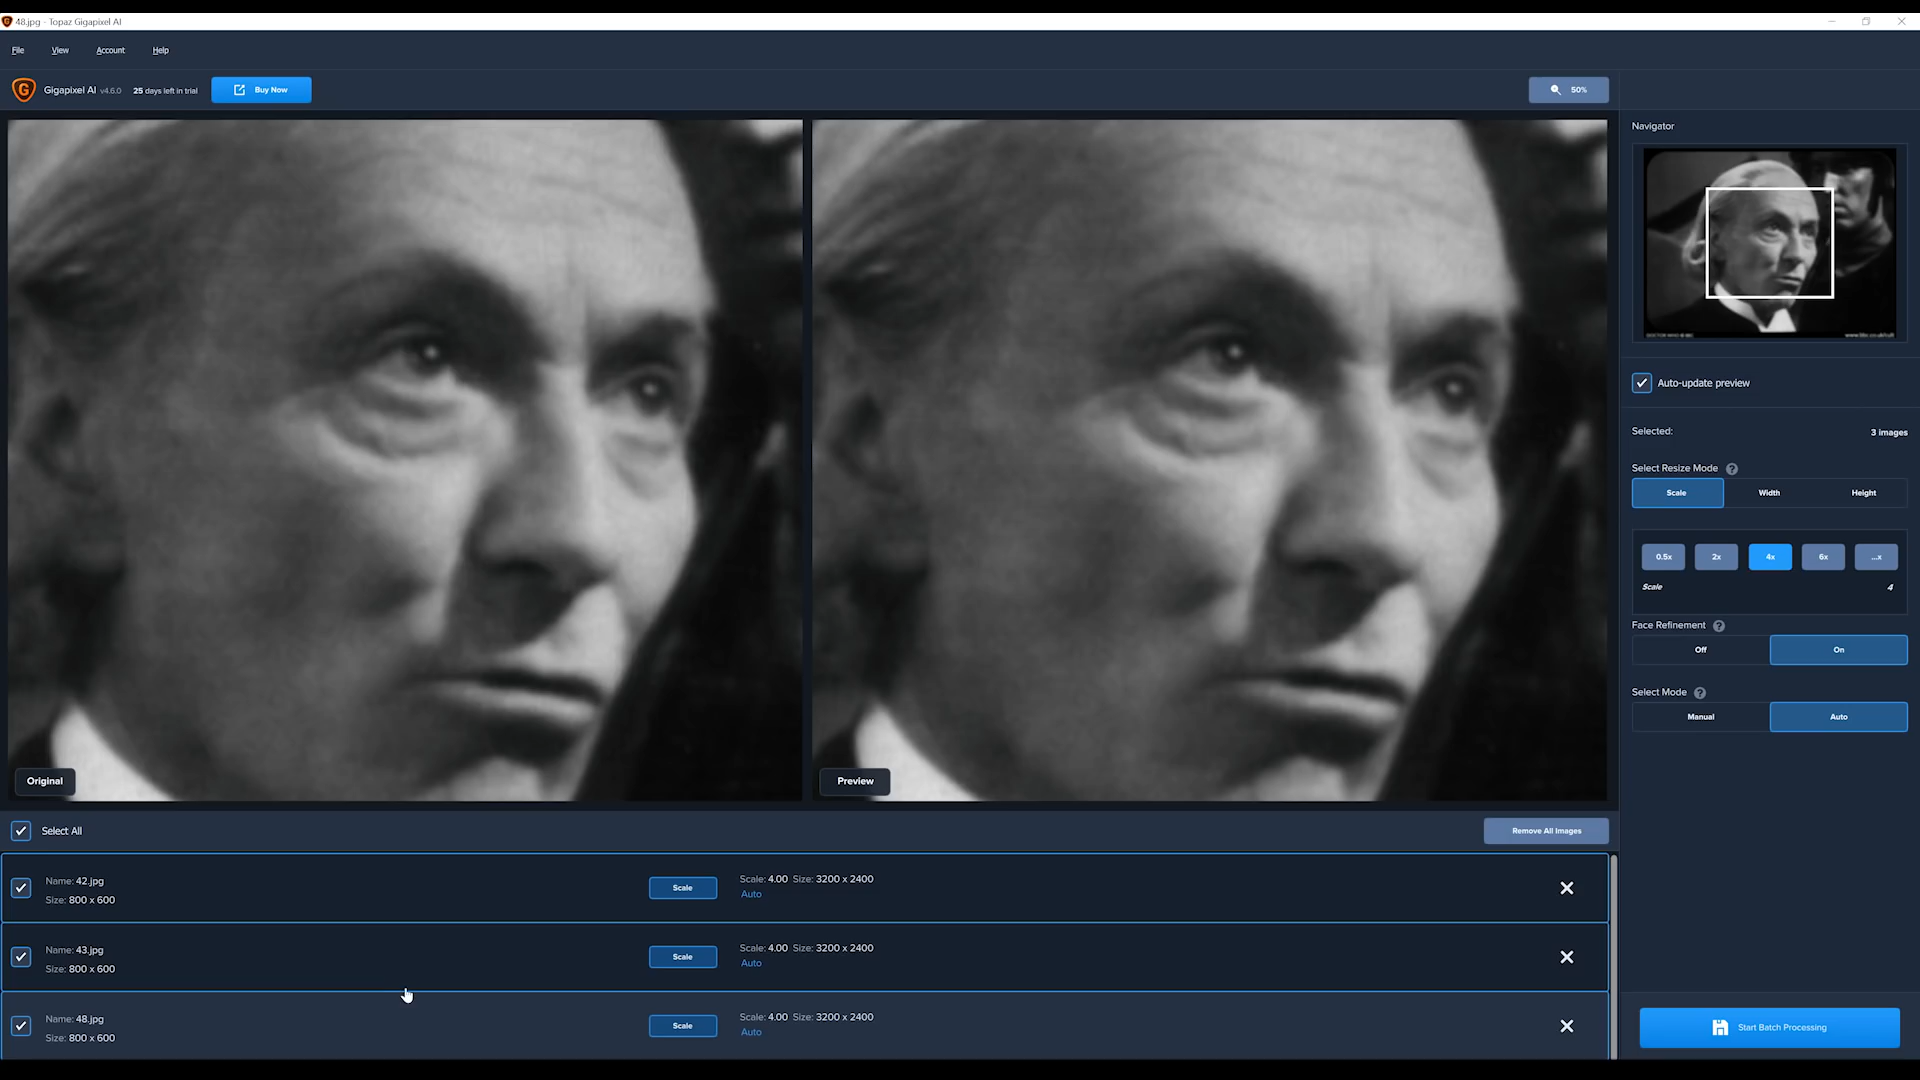 48.jpg - Topaz Gigapixel AI
File View Account Help
Gigapixel AI v4.6.0 25 days left in trial Buy Now 50%
Navigator
DOCTOR WHO © BBC
Auto-update preview
Selected: 3 images
Select Resize Mode ?
Scale Width Height
0.5x 2x 4x 6x ...x
Scale 4
Face Refinement ?
Off On
Select Mode ?
Manual Auto
Original
Preview
Select All Remove All Images
Name: 42.jpg
Size: 800 x 600
Scale
Scale: 4.00 Size: 3200 x 2400
Auto
Name: 43.jpg
Size: 800 x 600
Scale
Scale: 4.00 Size: 3200 x 2400
Auto
Name: 48.jpg
Size: 800 x 600
Scale
Scale: 4.00 Size: 3200 x 2400
Auto
Start Batch Processing